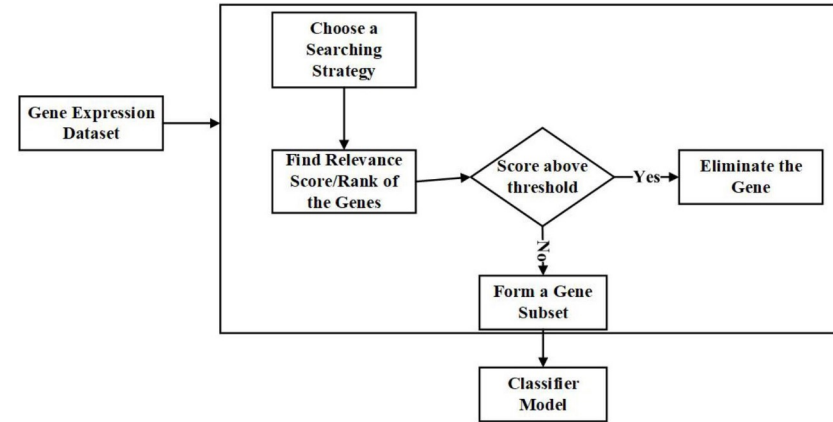 Choose a
Searching
Strategy
Gene Expression
Dataset
Find Relevance
Score/Rank of
the Genes
Score above
threshold
Yes
Eliminate the
Gene
No
Form a Gene
Subset
Classifier
Model